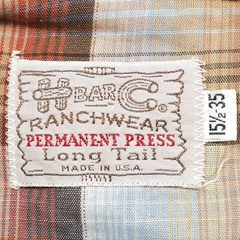 H BAR C
RANCHWEAR
PERMANENT PRESS
Long Tail
MADE IN U.S.A.
15½ 35